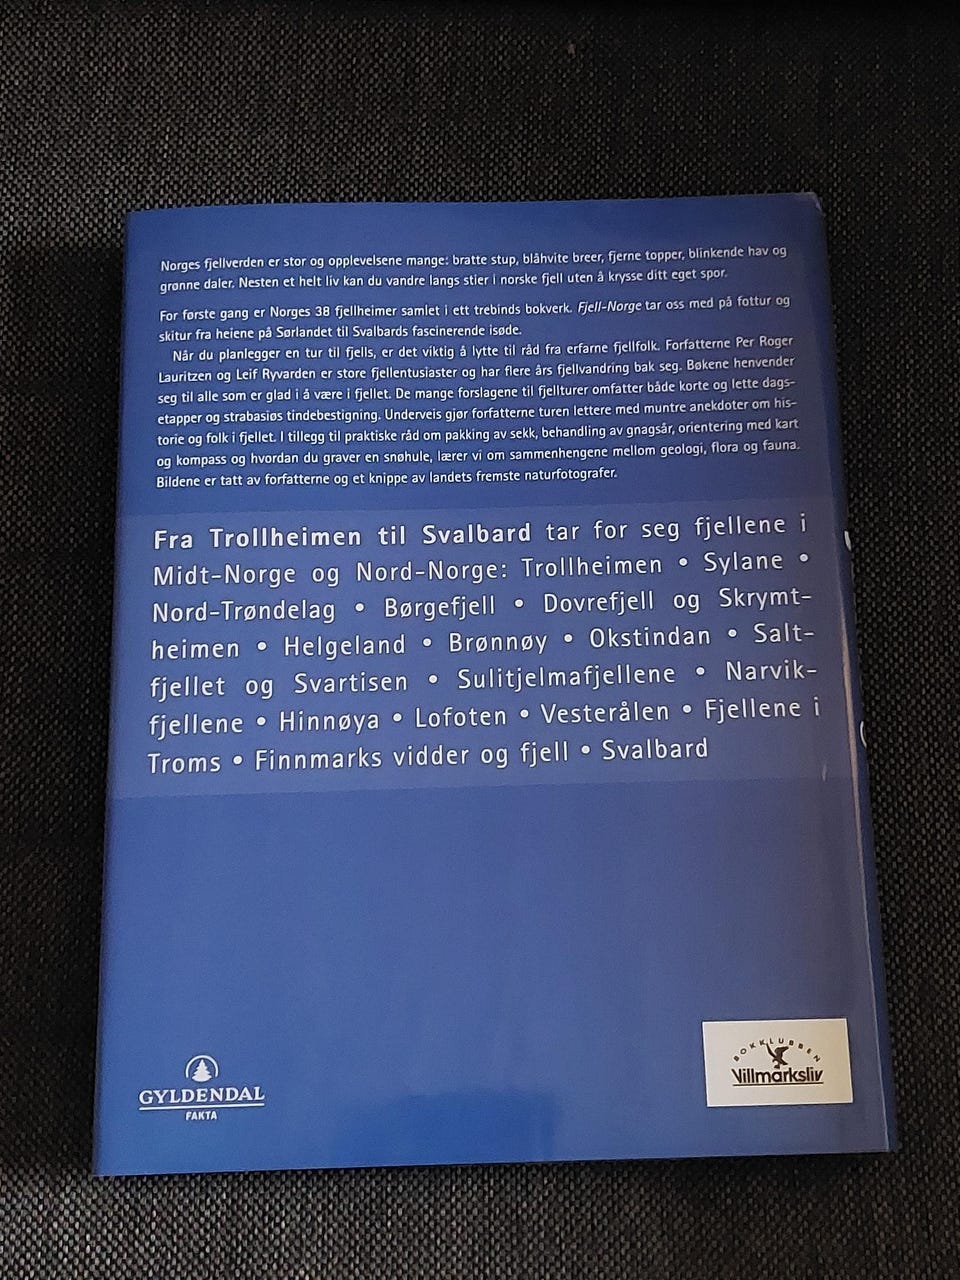 Norges fjellverden er stor og opplevelsene mange: bratte stup, blåhvite breer, fjerne topper, blinkende hav og
grønne daler. Nesten et helt liv kan du vandre langs stier i norske fjell uten å krysse ditt eget spor.
For første gang er Norges 38 fjellheimer samlet i ett trebinds bokverk. Fjell-Norge tar oss med på fottur og
skitur fra heiene på Sørlandet til Svalbards fascinerende isøde.
Når du planlegger en tur til fjells, er det viktig å lytte til råd fra erfarne fjellfolk. Forfatterne Per Roger
Lauritzen og Leif Ryvarden er store fjellentusiaster og har flere års fjellvandring bak seg. Bøkene henvender
seg til alle som er glad i å være i fjellet. De mange forslagene til fjellturer omfatter både korte og lette dags-
etapper og strabasiøs tindebestigning. Underveis gjør forfatterne turen lettere med muntre anekdoter om his-
torie og folk i fjellet. I tillegg til praktiske råd om pakking av sekk, behandling av gnagsår, orientering med kart
og kompass og hvordan du graver en snøhule, lærer vi om sammenhengene mellom geologi, flora og fauna.
Bildene er tatt av forfatterne og et knippe av landets fremste naturfotografer.
Fra Trollheimen til Svalbard tar for seg fjellene i
Midt-Norge og Nord-Norge: Trollheimen • Sylane •
Nord-Trøndelag • Børgefjell • Dovrefjell og Skrymt-
heimen • Helgeland • Brønnøy • Okstindan • Salt-
fjellet og Svartisen • Sulitjelmafjellene • Narvik-
fjellene • Hinnøya • Lofoten • Vesterålen • Fjellene i
Troms • Finnmarks vidder og fjell • Svalbard
GYLDENDAL
FAKTA
BOKKLUBBEN
Villmarksliv